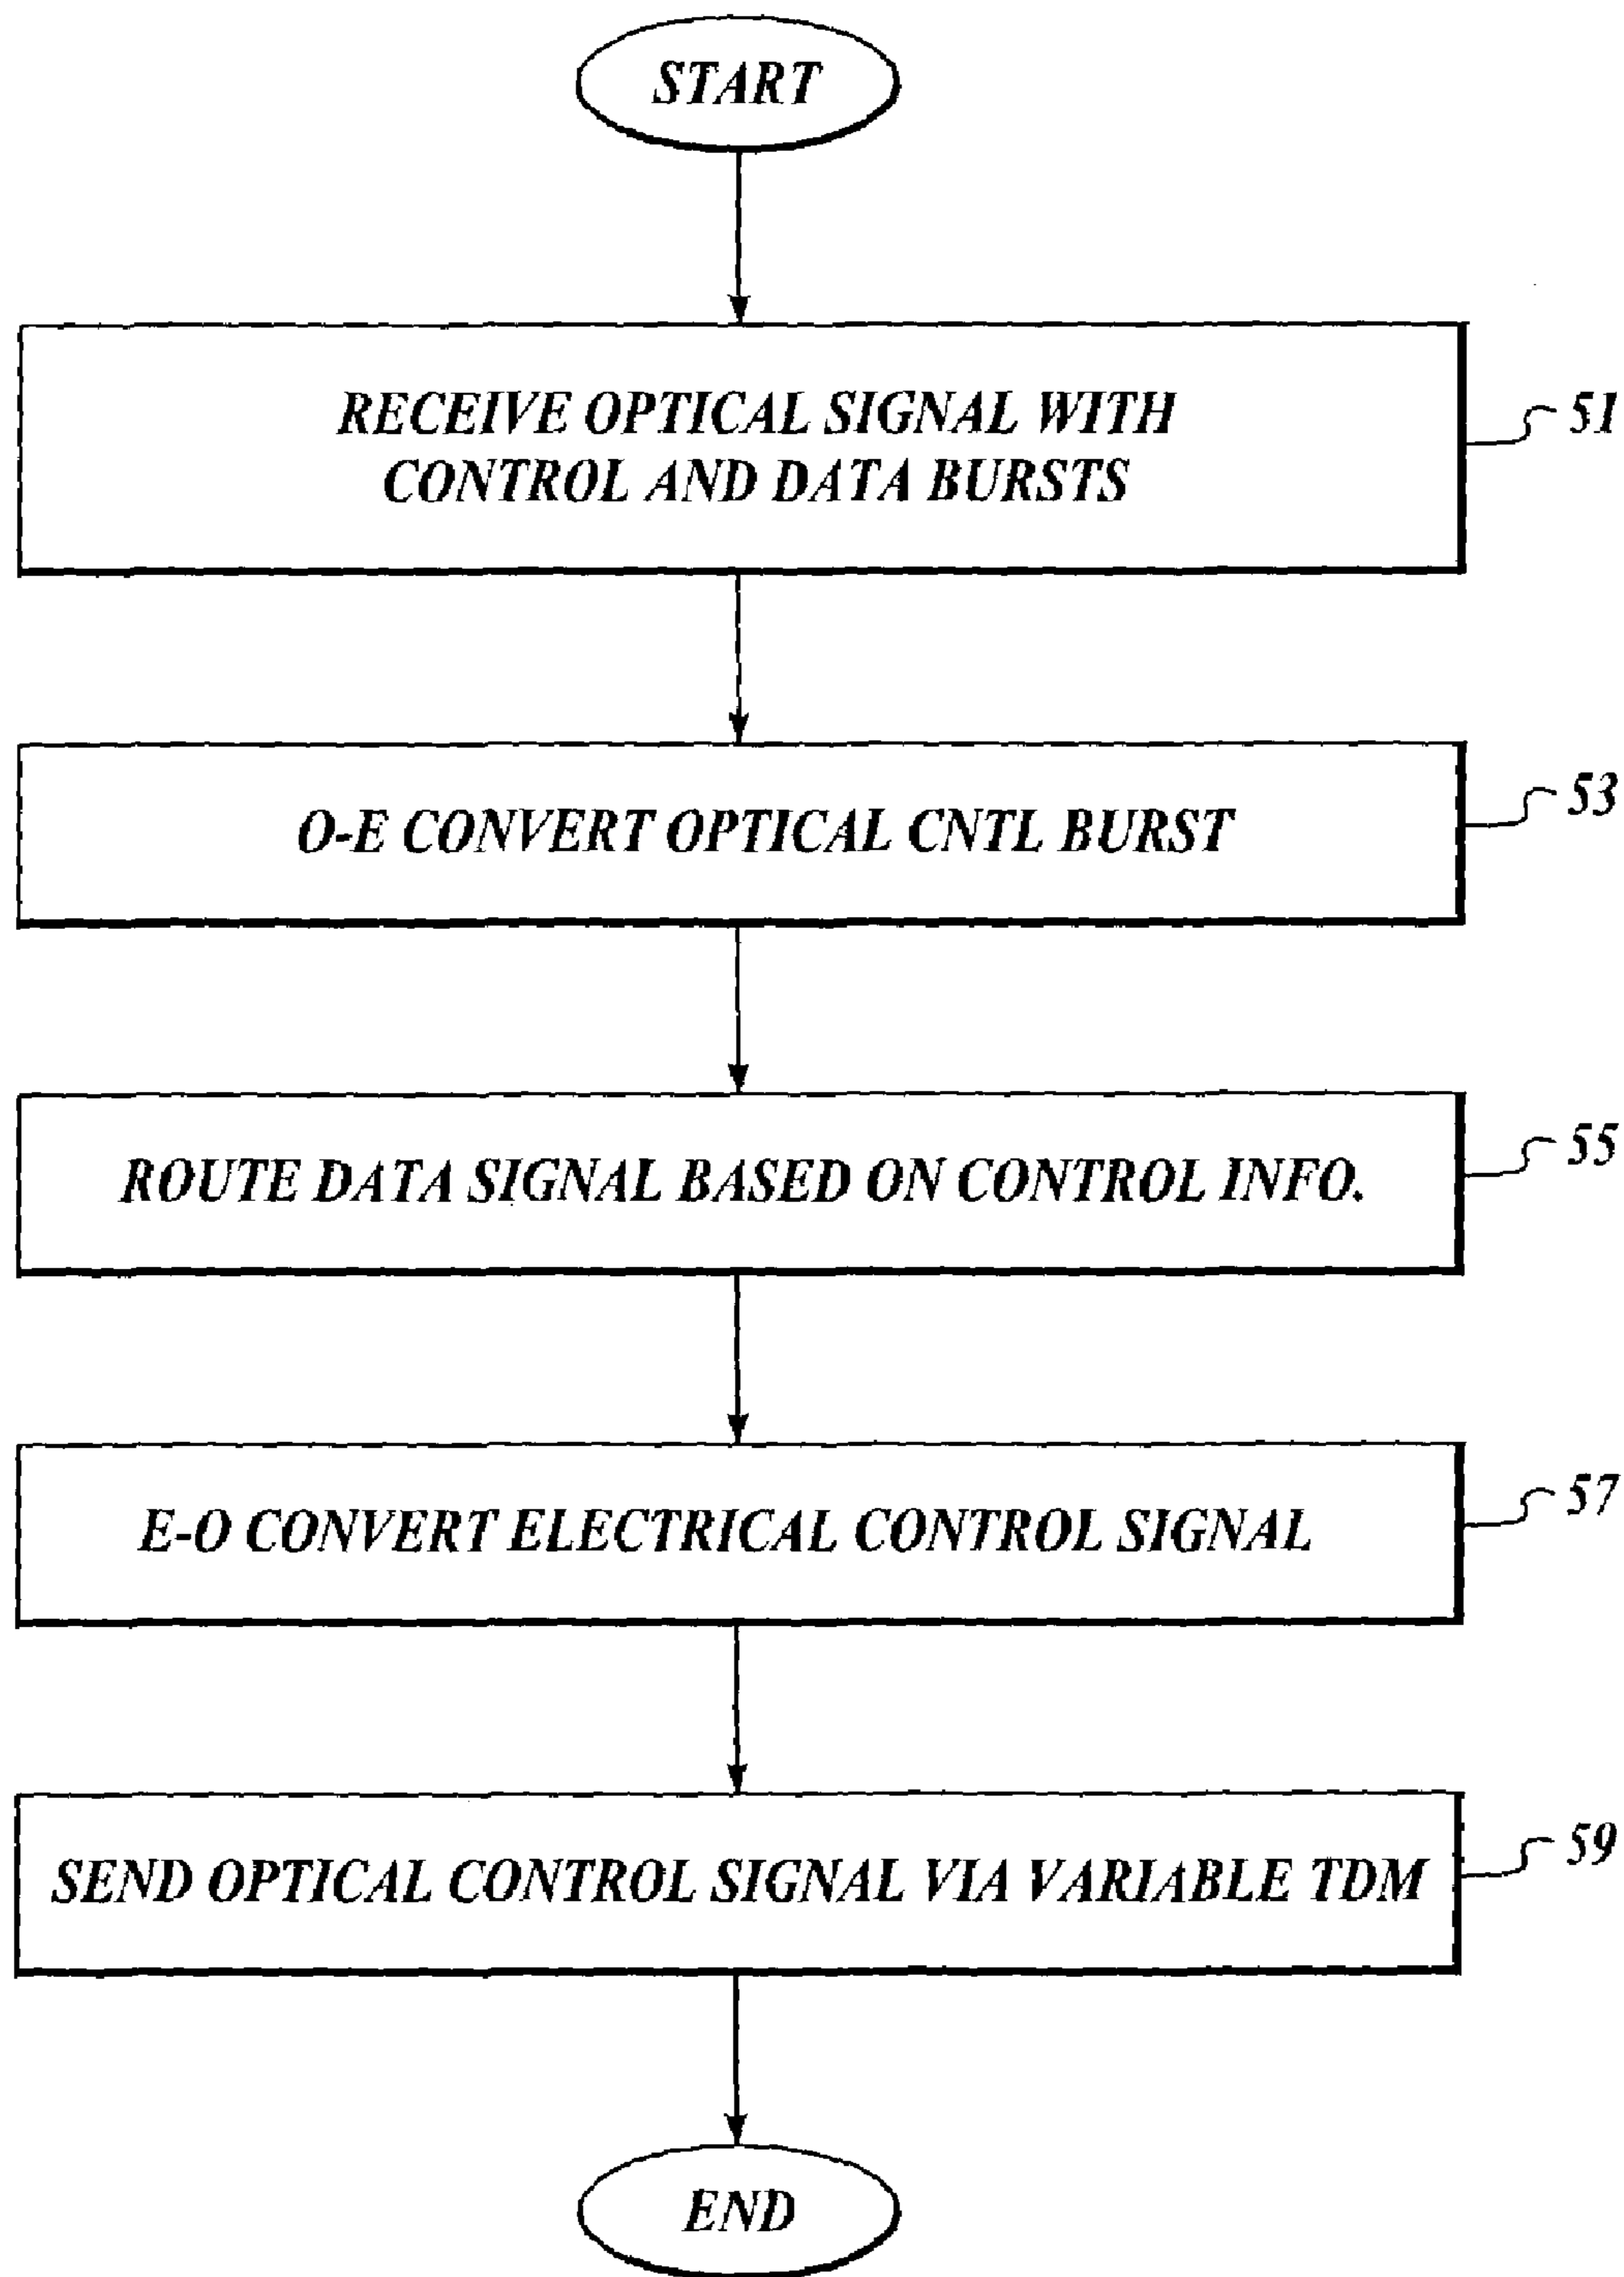 START
RECEIVE OPTICAL SIGNAL WITH
CONTROL AND DATA BURSTS
51
O-E CONVERT OPTICAL CNTL BURST
53
ROUTE DATA SIGNAL BASED ON CONTROL INFO.
55
E-O CONVERT ELECTRICAL CONTROL SIGNAL
57
SEND OPTICAL CONTROL SIGNAL VIA VARIABLE TDM
59
END